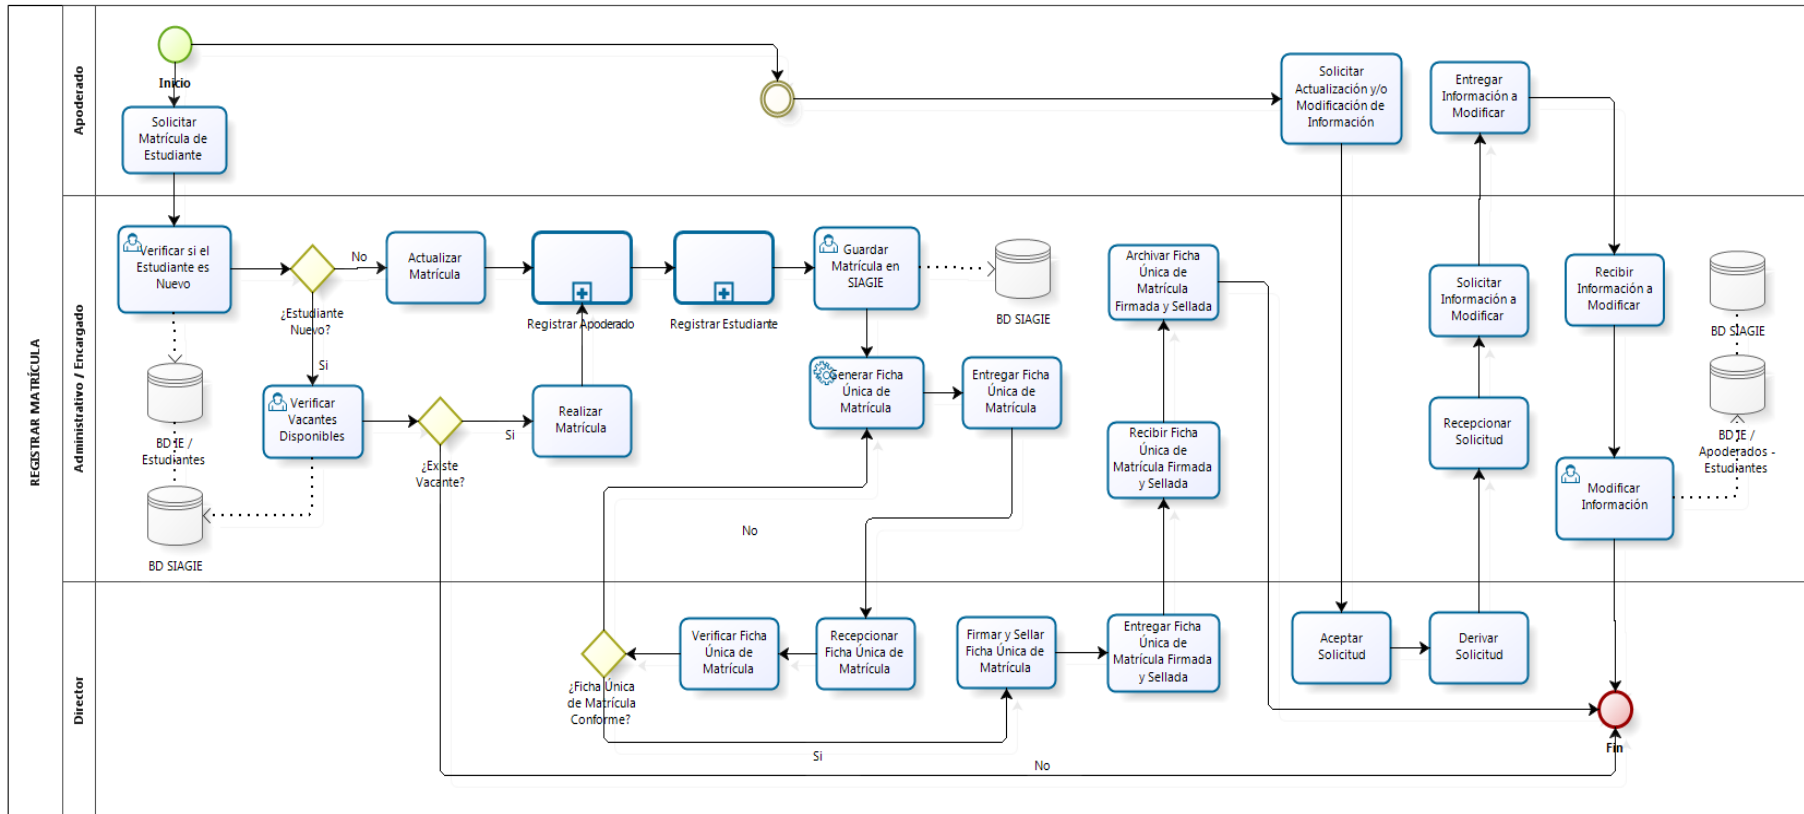 REGISTRAR MATRÍCULA
Apoderado
Inicio
Solicitar
Matrícula de
Estudiante
Solicitar
Actualización y/o
Modificación de
Información
Entregar
Información a
Modificar
Administrativo / Encargado
Verificar si el
Estudiante es
Nuevo
¿Estudiante
Nuevo?
No
Si
Actualizar
Matrícula
Registrar Apoderado
Registrar Estudiante
Guardar
Matrícula en
SIAGIE
BD SIAGIE
BD IE /
Estudiantes
BD SIAGIE
Verificar
Vacantes
Disponibles
¿Existe
Vacante?
Si
Realizar
Matrícula
Generar Ficha
Única de
Matrícula
Entregar Ficha
Única de
Matrícula
No
Archivar Ficha
Única de
Matrícula
Firmada y Sellada
Recibir Ficha
Única de
Matrícula Firmada
y Sellada
Solicitar
Información a
Modificar
Recepcionar
Solicitud
Recibir
Información a
Modificar
Modificar
Información
BD SIAGIE
BD IE /
Apoderados -
Estudiantes
Director
¿Ficha Única
de Matrícula
Conforme?
Verificar Ficha
Única de
Matrícula
Recepcionar
Ficha Única de
Matrícula
Firmar y Sellar
Ficha Única de
Matrícula
Entregar Ficha
Única de
Matrícula Firmada
y Sellada
Aceptar
Solicitud
Derivar
Solicitud
Si
No
Fin